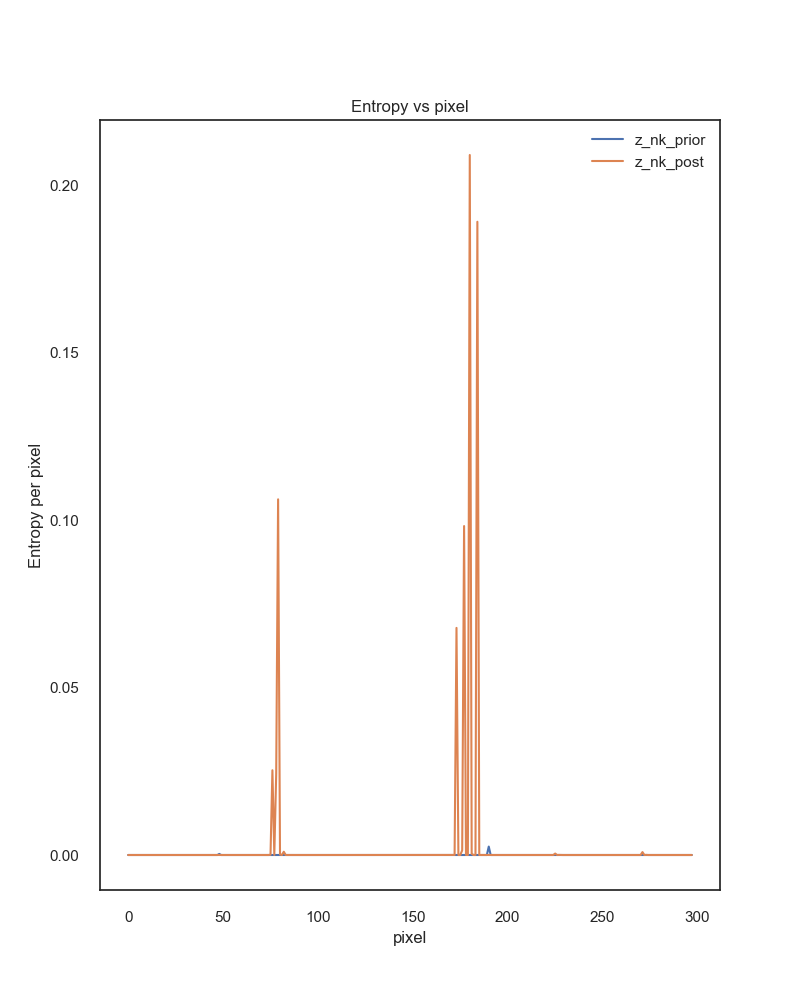 Entropy vs pixel
z_nk_prior
z_nk_post
0.20
0.15
0.10
0.05
0.00
Entropy per pixel
0 50 100 150 200 250 300
pixel